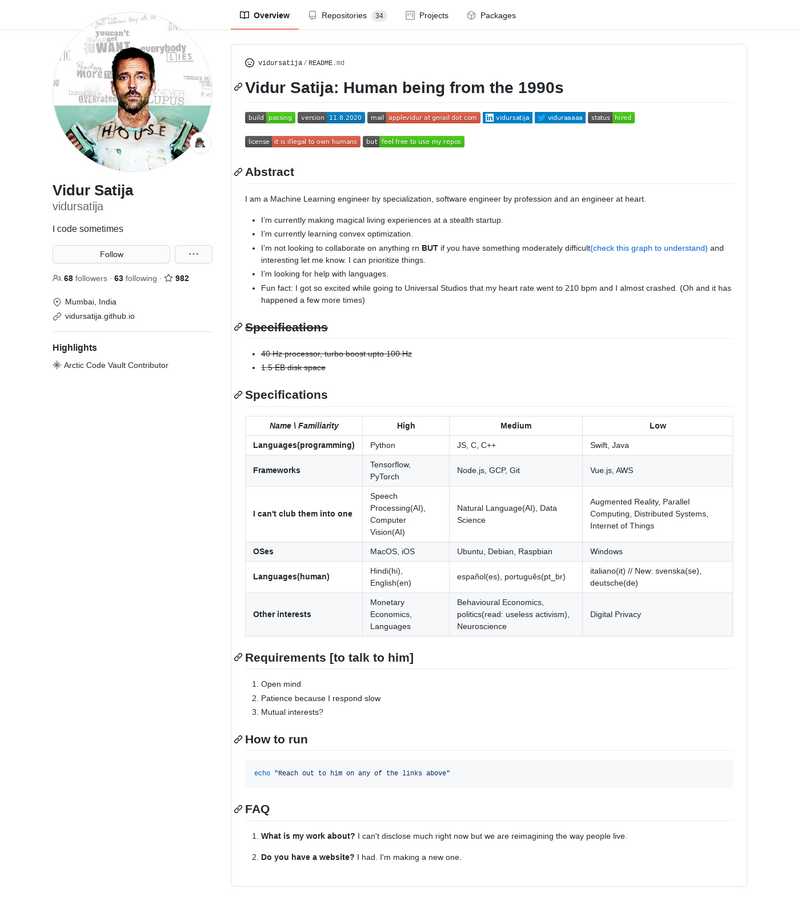 Overview
Repositories 34
Projects
Packages
youcan't
get
WANT
everybody
LIES
more
OVERRATES
LUPUS
HOUSE
Vidur Satija
vidursatija
I code sometimes
Follow
68 followers · 63 following · 982
Mumbai, India
vidursatija.github.io
Highlights
Arctic Code Vault Contributor
vidursatija / README.md
Vidur Satija: Human being from the 1990s
build passing version 11.8.2020 mail applevidur at gmail dot com in vidursatija viduraaaaa status hired
license it is illegal to own humans but feel free to use my repos
Abstract
I am a Machine Learning engineer by specialization, software engineer by profession and an engineer at heart.
• I'm currently making magical living experiences at a stealth startup.
• I'm currently learning convex optimization.
• I'm not looking to collaborate on anything rn BUT if you have something moderately difficult(check this graph to understand) and
interesting let me know. I can prioritize things.
• I'm looking for help with languages.
• Fun fact: I got so excited while going to Universal Studios that my heart rate went to 210 bpm and I almost crashed. (Oh and it has
happened a few more times)
Specifications
• 40 Hz processor, turbo boost upto 100 Hz
• 1.5 EB disk space
Specifications
Name \ Familiarity High Medium Low
Languages(programming) Python JS, C, C++ Swift, Java
Frameworks Tensorflow, PyTorch Node.js, GCP, Git Vue.js, AWS
I can't club them into one Speech Processing(AI), Computer Vision(AI) Natural Language(AI), Data Science Augmented Reality, Parallel Computing, Distributed Systems, Internet of Things
OSes MacOS, iOS Ubuntu, Debian, Raspbian Windows
Languages(human) Hindi(hi), English(en) español(es), português(pt_br) italiano(it) // New: svenska(se), deutsche(de)
Other interests Monetary Economics, Languages Behavioural Economics, politics(read: useless activism), Neuroscience Digital Privacy
Requirements [to talk to him]
1. Open mind.
2. Patience because I respond slow
3. Mutual interests?
How to run
echo "Reach out to him on any of the links above"
FAQ
1. What is my work about? I can't disclose much right now but we are reimagining the way people live.
2. Do you have a website? I had. I'm making a new one.